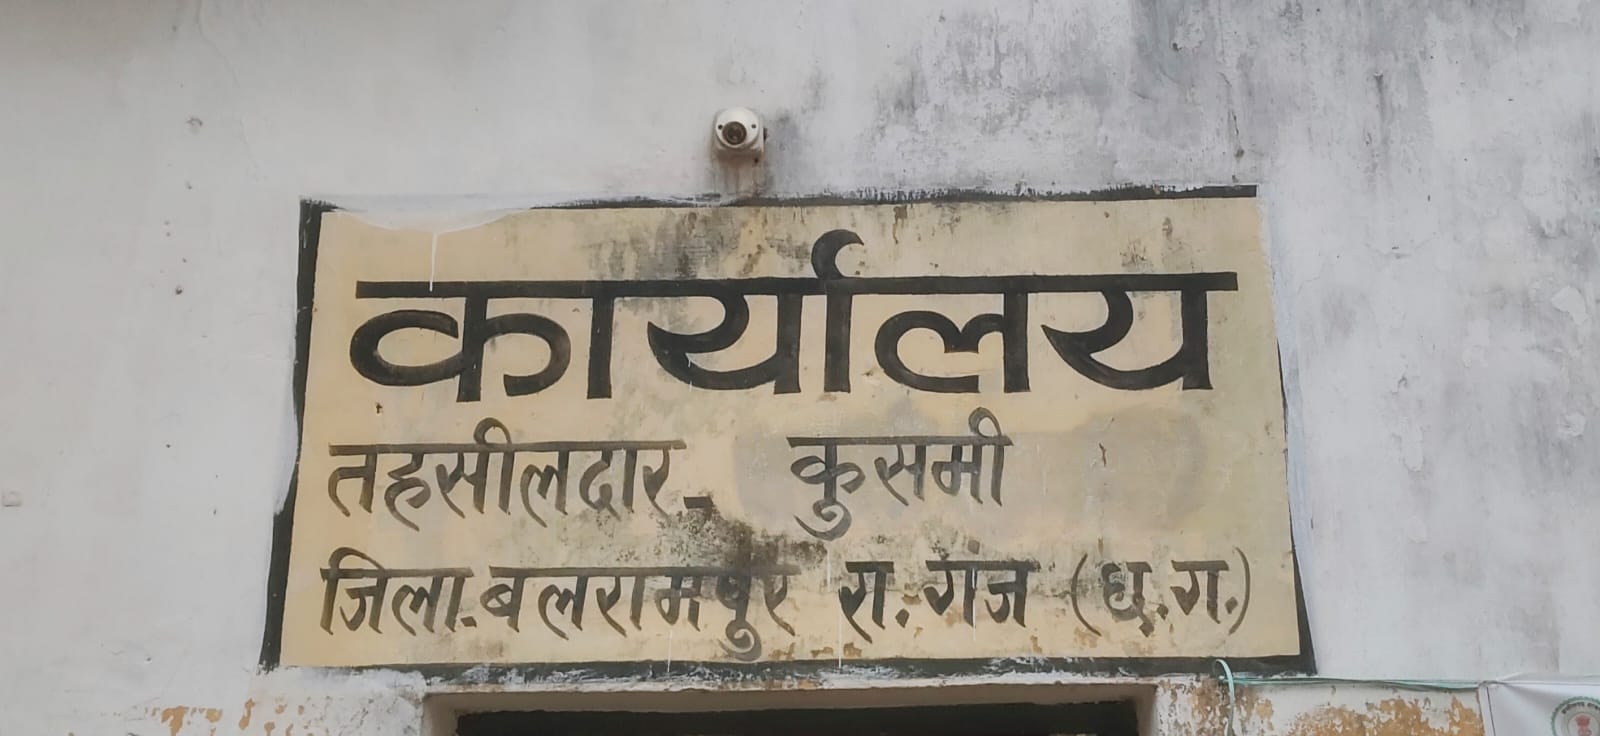 कार्यालय
तहसीलदार- कुसमी
जिला.बलरामपुर रा. गंज (छ.ग.)